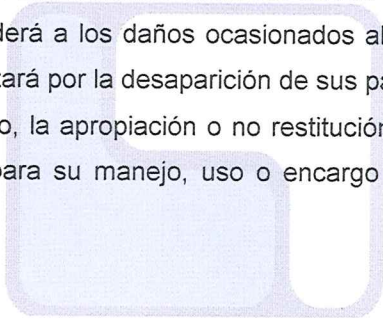 derá a los daños ocasionados al
tará por la desaparición de sus pa
o, la apropiación o no restitución
para su manejo, uso o encargo